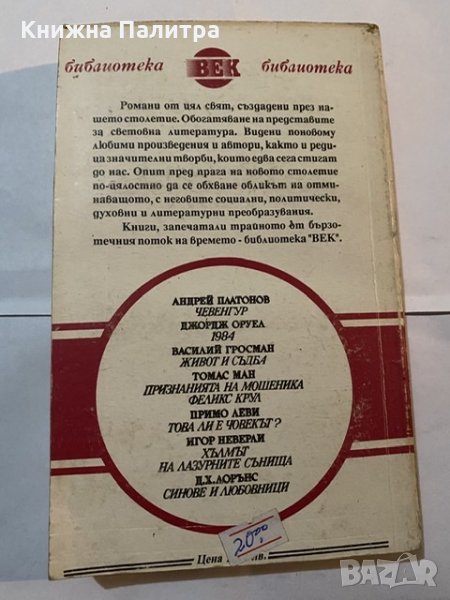 Книжна Палитра
библиотека ВЕК библиотека
Романи от цял свят, създадени през на-
шето столетие. Обогатяване на представите
за световна литература. Видени поновому
любими произведения и автори, както и реди-
ца значителни творби, които едва сега стигат
до нас. Опит пред прага на новото столетие
по-цялостно да се обхване обликът на отми-
наващото, с неговите социални, политически,
духовни и литературни преобразувания.
Книги, запечатали трайното от бързо-
течния поток на времето - библиотека "ВЕК".
АНДРЕЙ ПЛАТОНОВ
ЧЕВЕНГУР
ДЖОРДЖ ОРУЕЛ
1984
ВАСИЛИЙ ГРОСМАН
ЖИВОТ И СЪДБА
ТОМАС МАН
ПРИЗНАНИЯТА НА МОШЕНИКА
ФЕЛИКС КРУЛ
ПРИМО ЛЕВИ
ТОВА ЛИ Е ЧОВЕКЪТ?
ИГОР НЕВЕРЛИ
ХЪЛМЪТ
НА ЛАЗУРНИТЕ СЪНИЩА
Д.Х.ЛОРЪНС
СИНОВЕ И ЛЮБОВНИЦИ
20.00
Цена лв.
bazar